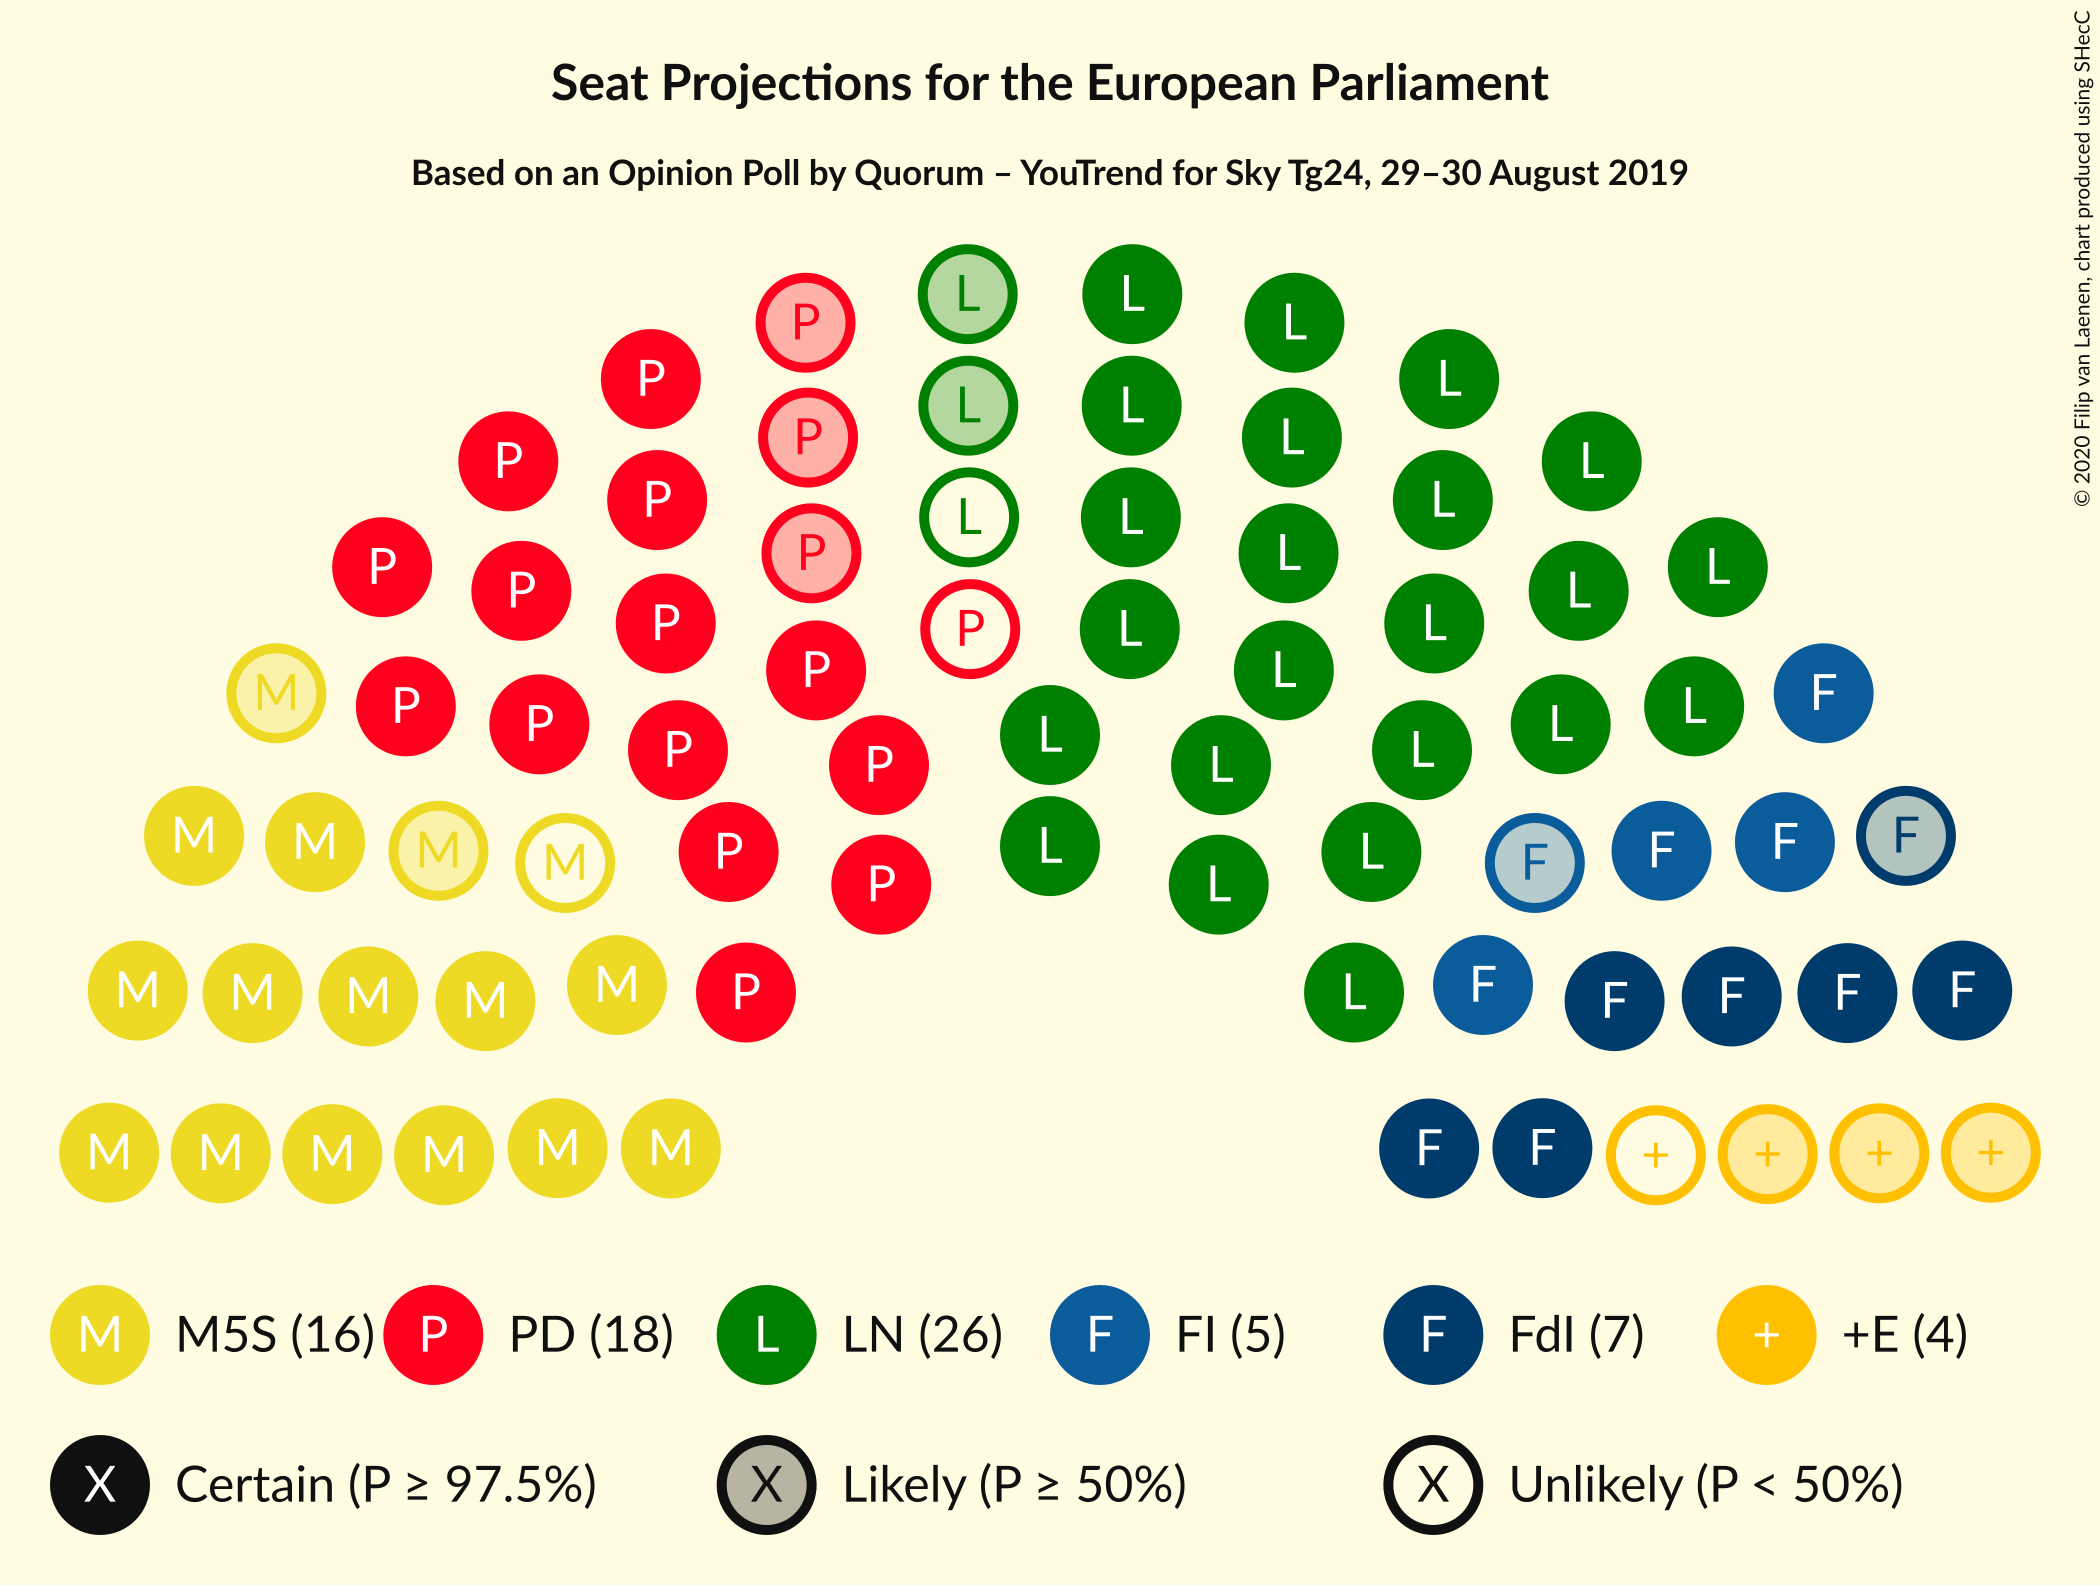 Seat Projections for the European Parliament
Based on an Opinion Poll by Quorum – YouTrend for Sky Tg24, 29–30 August 2019
© 2020 Filip van Laenen, chart produced using SHecC
L L
P L L P
P L
P L L P
P L L P
P L L P
P L L P
P L L P
P P L L
M P P L L F
P L L P
L L
P P L L
M M M M P L L F F F F
P L
M M M M M P L F F F F F
M M M M M M F F + + + +
M M5S (16) P PD (18) L LN (26) F FI (5) F FdI (7) + +E (4)
X Certain (P ≥ 97.5%) X Likely (P ≥ 50%) X Unlikely (P < 50%)